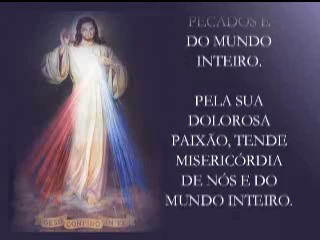 PECADOS E
DO MUNDO
INTEIRO.
PELA SUA
DOLOROSA
PAIXÃO, TENDE
MISERICÓRDIA
DE NÓS E DO
MUNDO INTEIRO.